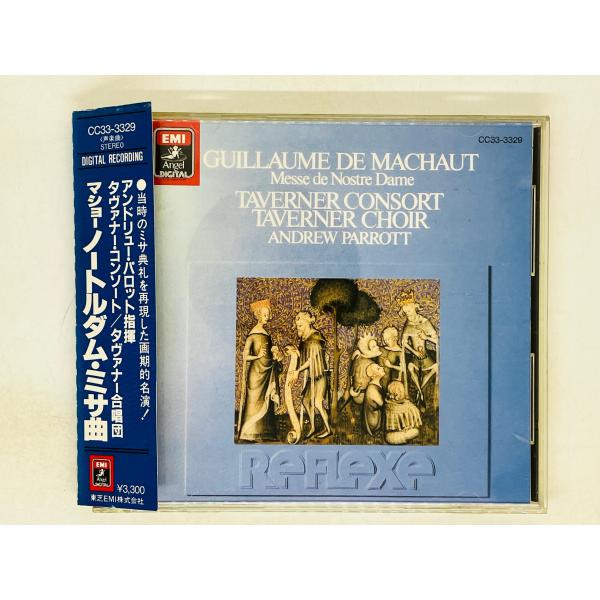 CC33-3329
〈声楽曲〉
STEREO
DIGITAL RECORDING
●当時のミサ典礼を再現した画期的名演!
アンドリュー・パロット指揮
タヴァナー・コンソート/タヴァナー合唱団
マショー ノートルダム・ミサ曲
EMI
Angel
DIGITAL
¥3,300
東芝EMI株式会社
CC33-3329
EMI
Angel
DIGITAL
GUILLAUME DE MACHAUT
Messe de Nostre Dame
TAVERNER CONSORT
TAVERNER CHOIR
ANDREW PARROTT
REFLEXE